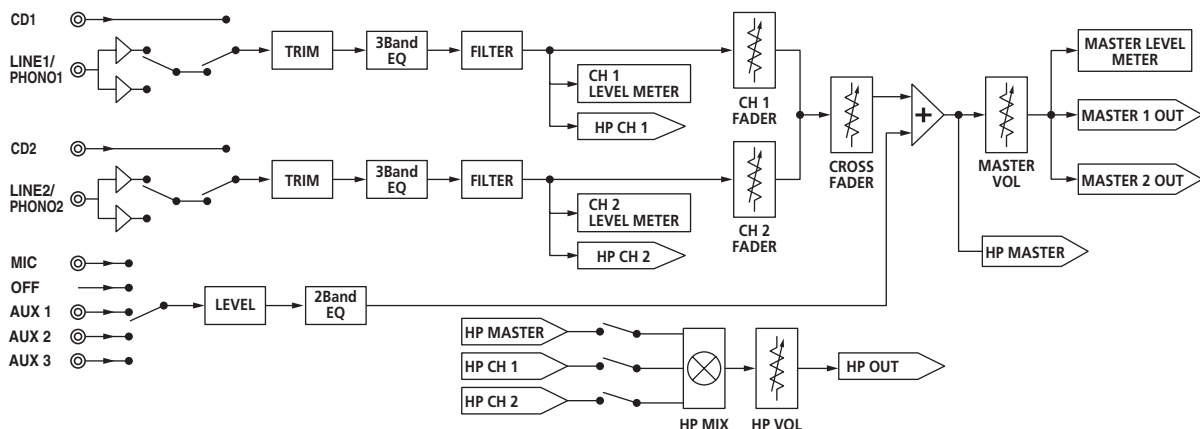 CD1
LINE1/
PHONO1
TRIM
3Band
EQ
FILTER
CH 1
LEVEL METER
HP CH 1
CH 1
FADER
CD2
LINE2/
PHONO2
TRIM
3Band
EQ
FILTER
CH 2
LEVEL METER
HP CH 2
CH 2
FADER
CROSS
FADER
+
MASTER
VOL
MASTER LEVEL
METER
MASTER 1 OUT
MASTER 2 OUT
HP MASTER
MIC
OFF
AUX 1
AUX 2
AUX 3
LEVEL
2Band
EQ
HP MASTER
HP CH 1
HP CH 2
HP MIX
HP VOL
HP OUT